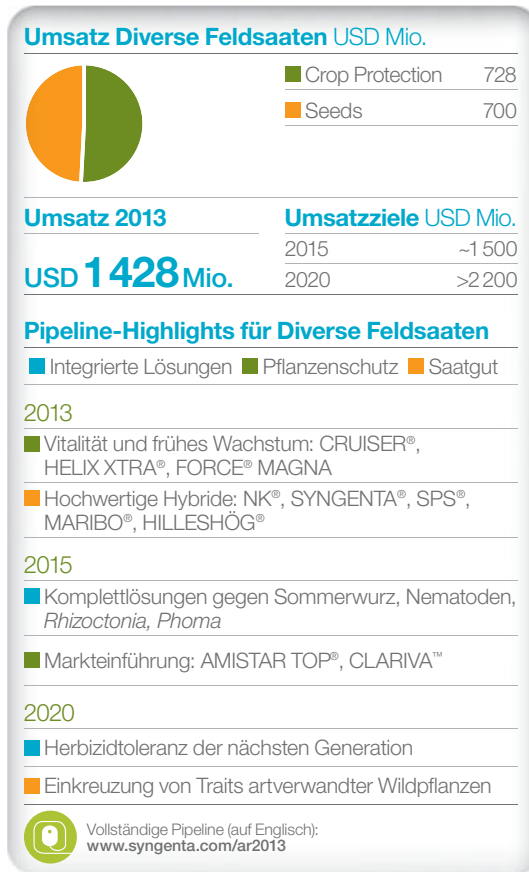 Umsatz Diverse Feldsaaten USD Mio.
Crop Protection 728
Seeds 700
Umsatz 2013
USD 1 428 Mio.
Umsatzziele USD Mio.
2015 ~1 500
2020 >2 200
Pipeline-Highlights für Diverse Feldsaaten
Integrierte Lösungen Pflanzenschutz Saatgut
2013
Vitalität und frühes Wachstum: CRUISER®,
HELIX XTRA®, FORCE® MAGNA
Hochwertige Hybride: NK®, SYNGENTA®, SPS®,
MARIBO®, HILLESHÖG®
2015
Komplettlösungen gegen Sommerwurz, Nematoden,
Rhizoctonia, Phoma
Markteinführung: AMISTAR TOP®, CLARIVA™
2020
Herbizidtoleranz der nächsten Generation
Einkreuzung von Traits artverwandter Wildpflanzen
Vollständige Pipeline (auf Englisch):
www.syngenta.com/ar2013